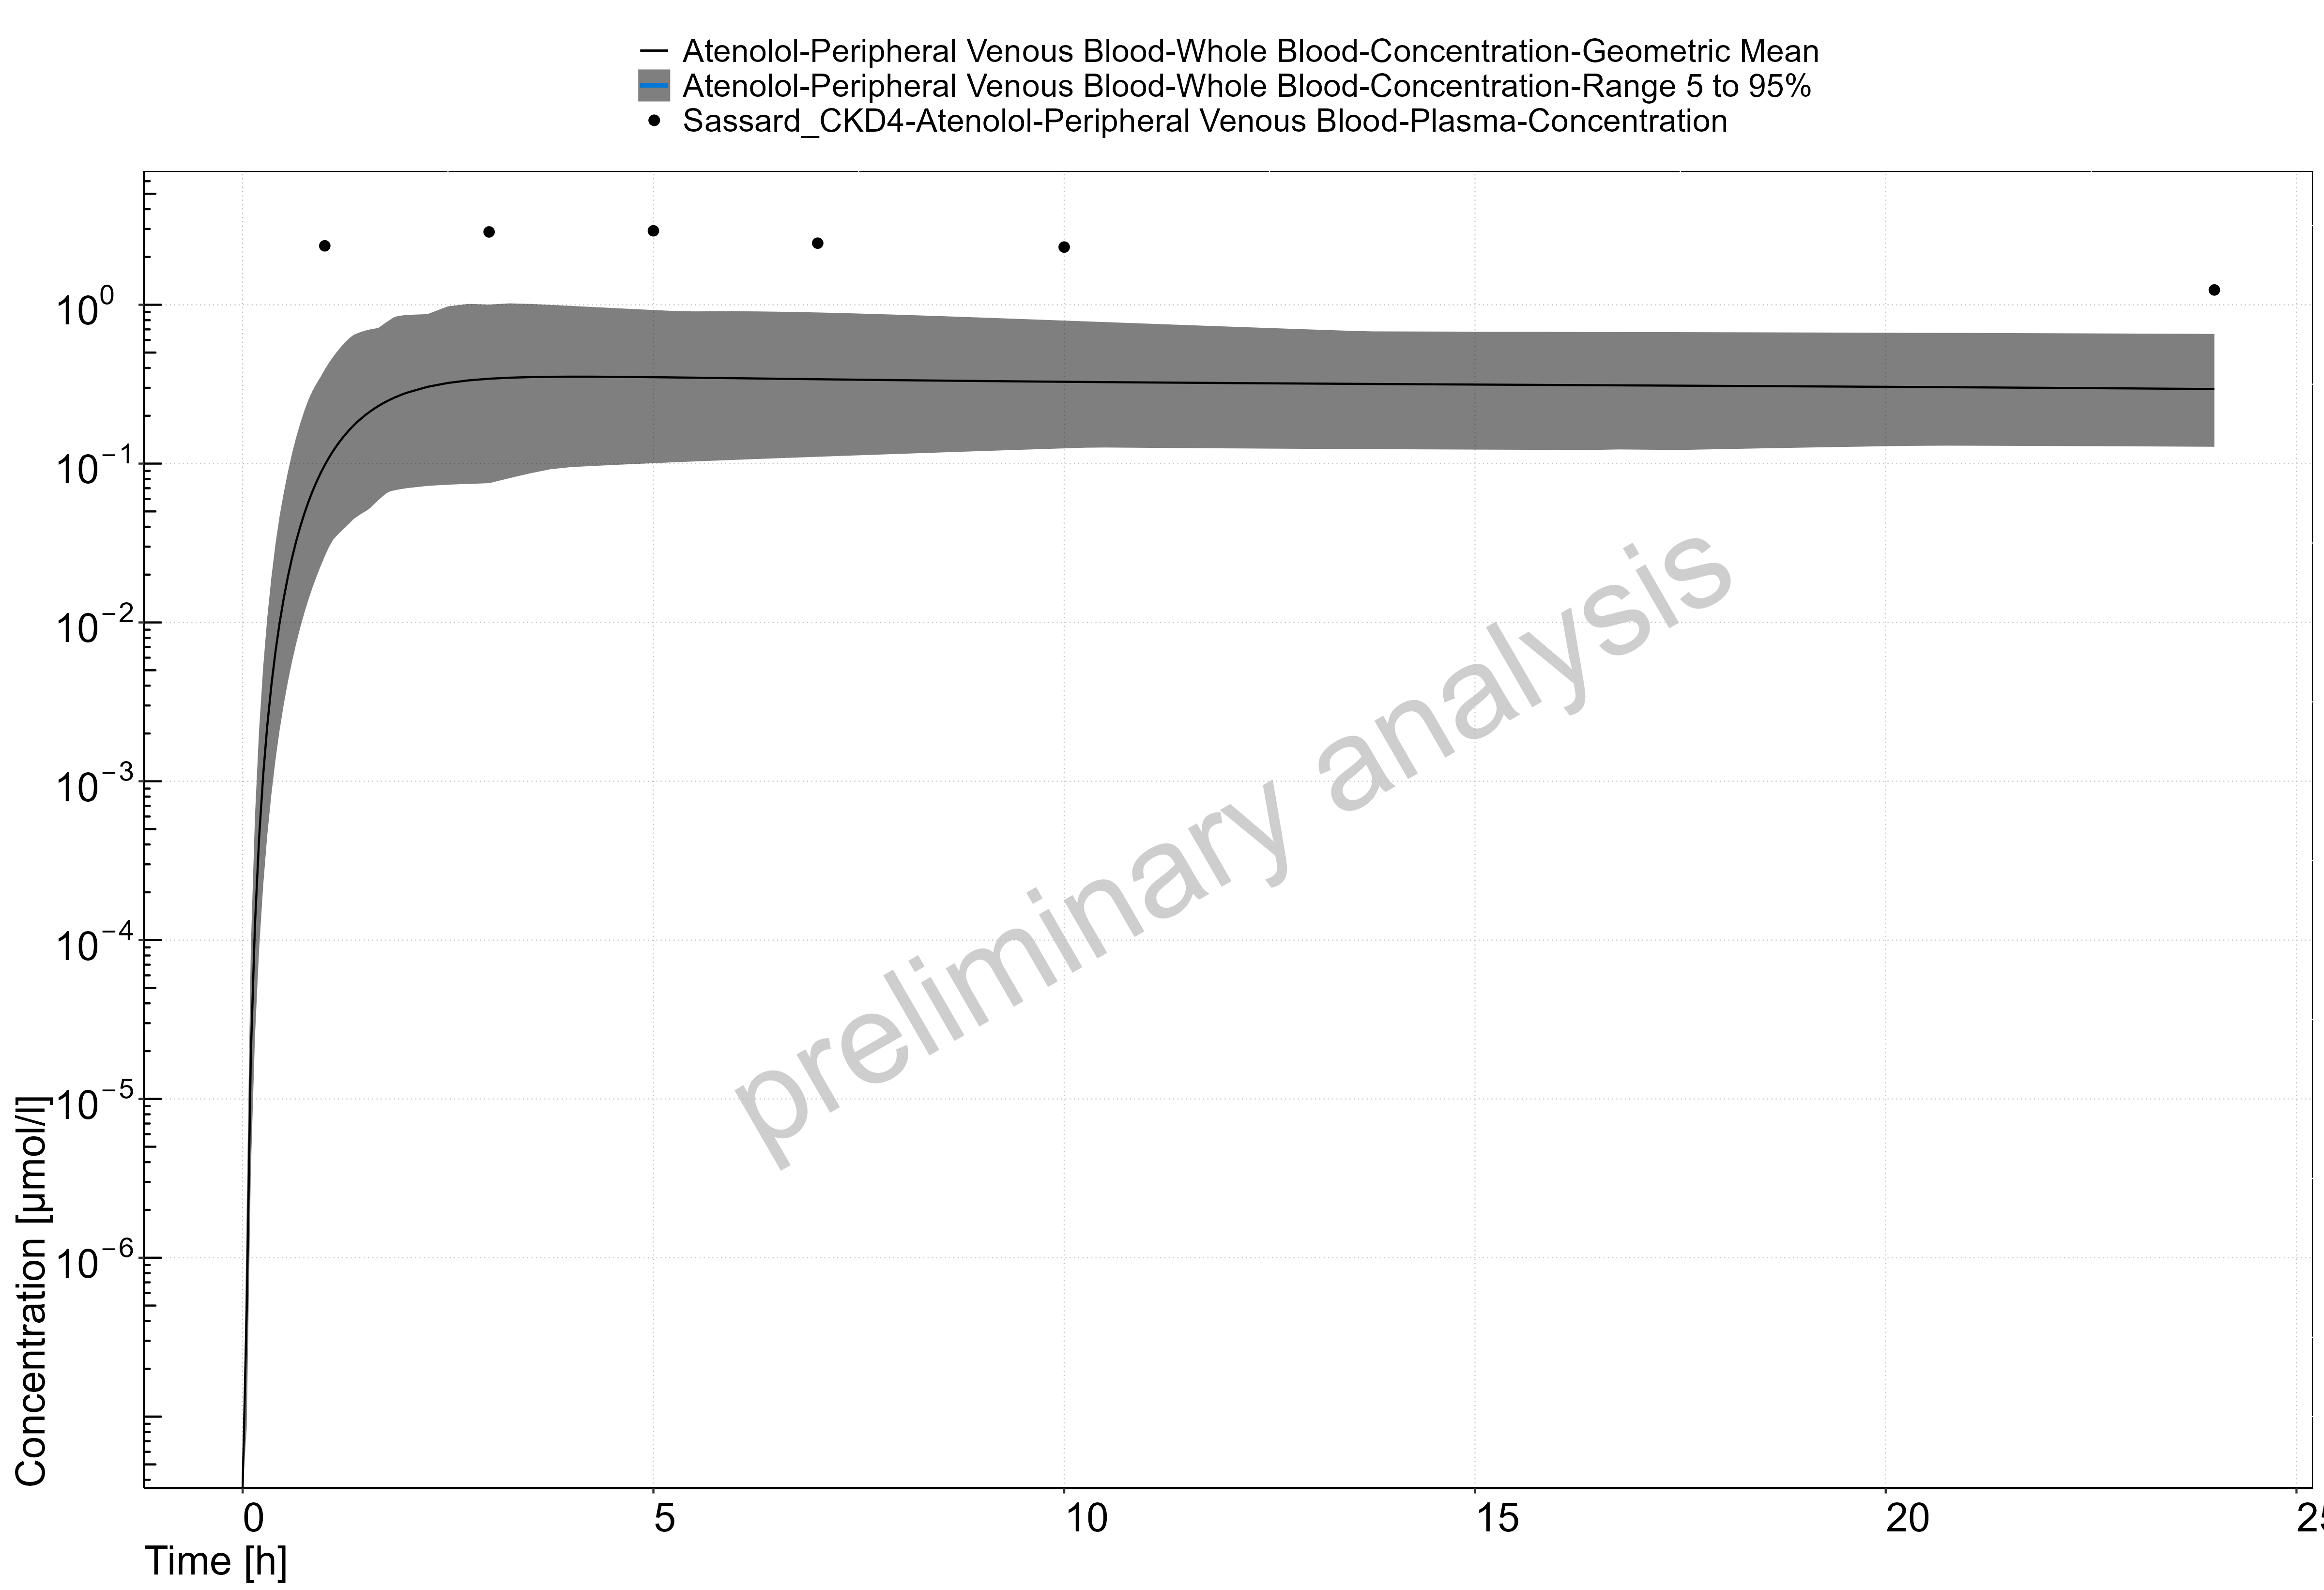 Atenolol-Peripheral Venous Blood-Whole Blood-Concentration-Geometric Mean
Atenolol-Peripheral Venous Blood-Whole Blood-Concentration-Range 5 to 95%
Sassard_CKD4-Atenolol-Peripheral Venous Blood-Plasma-Concentration
10⁰
10⁻¹
10⁻²
10⁻³
10⁻⁴
10⁻⁵
10⁻⁶
Concentration [µmol/l]
preliminary analysis
0 5 10 15 20 25
Time [h]